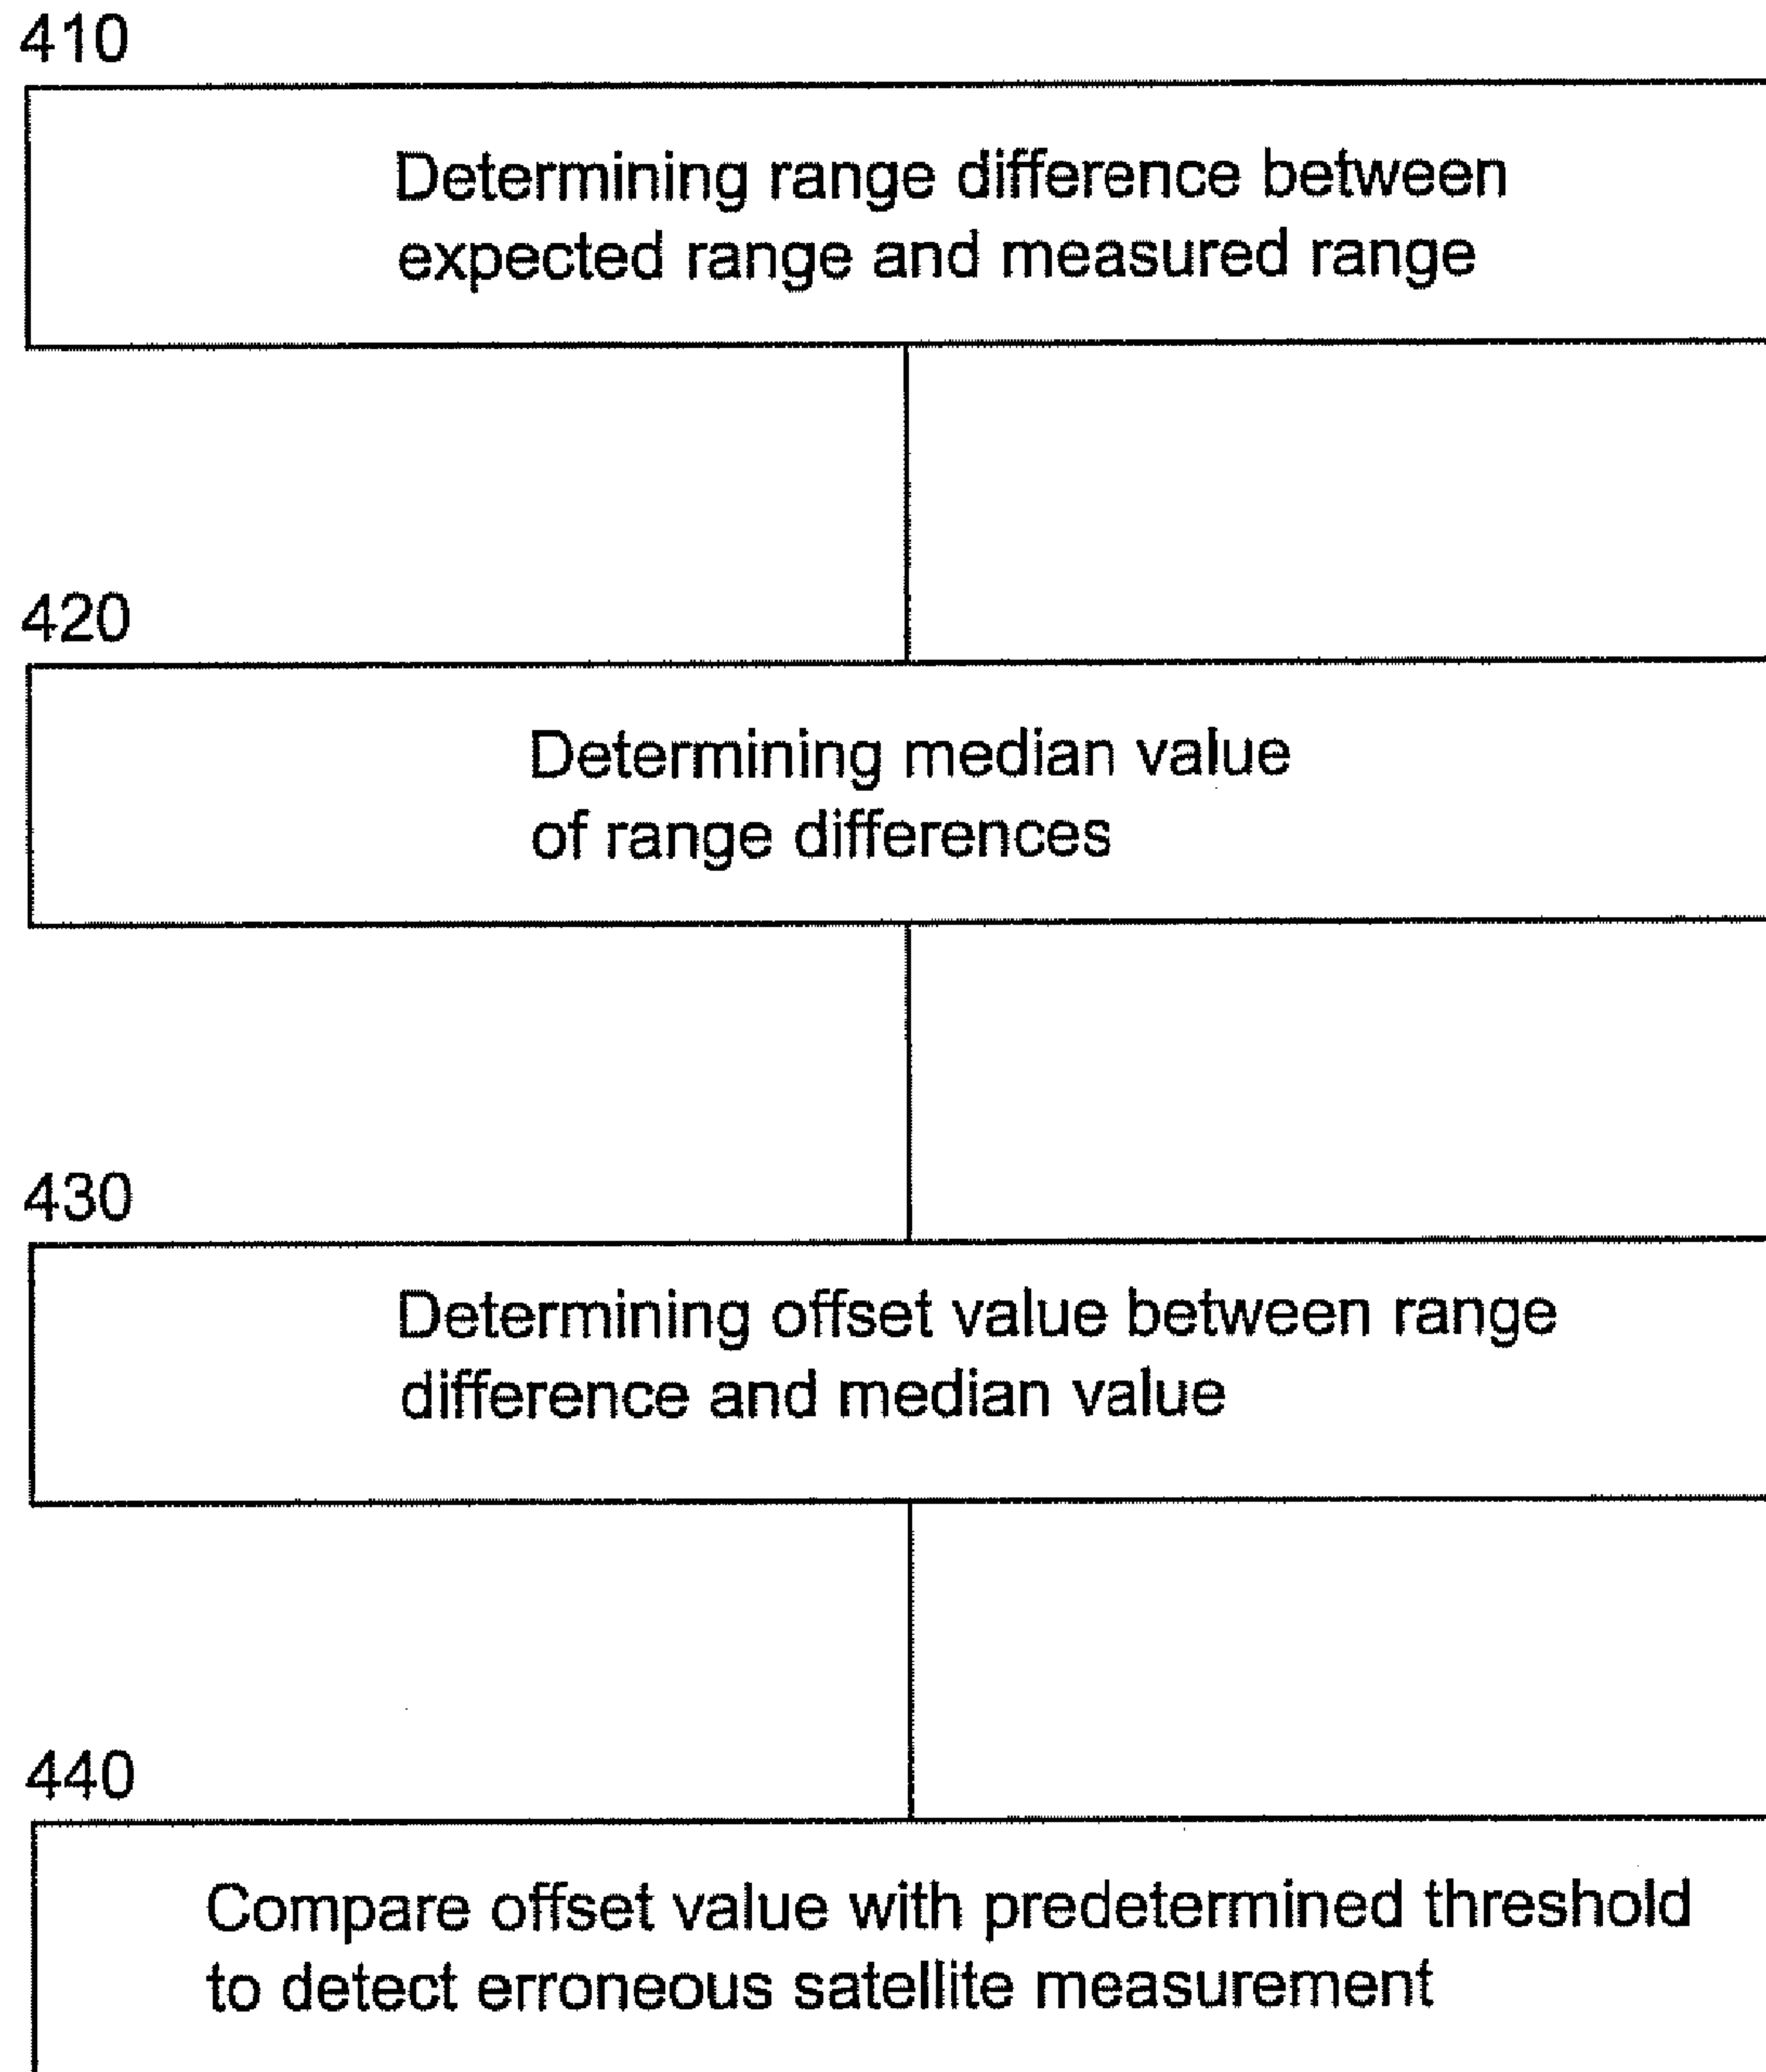 410
Determining range difference between
expected range and measured range
420
Determining median value
of range differences
430
Determining offset value between range
difference and median value
440
Compare offset value with predetermined threshold
to detect erroneous satellite measurement